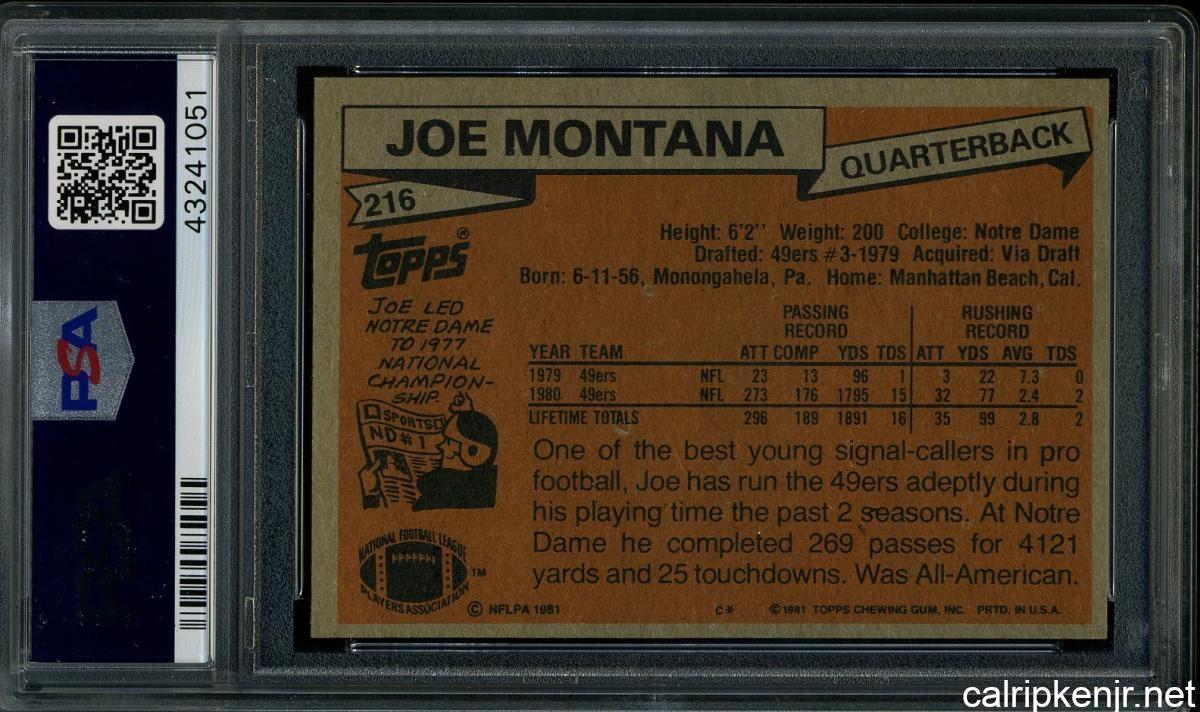 PSA
43241051
JOE MONTANA
QUARTERBACK
216
Topps®
Height: 6'2'' Weight: 200 College: Notre Dame
Drafted: 49ers #3-1979 Acquired: Via Draft
Born: 6-11-56, Monongahela, Pa. Home: Manhattan Beach, Cal.
JOE LED
NOTRE DAME
TO 1977
NATIONAL
CHAMPION-
SHIP.
SPORTS
ND#1
PASSING RUSHING
RECORD RECORD
YEAR TEAM ATT COMP YDS TDS ATT YDS AVG TDS
1979 49ers NFL 23 13 96 1 3 22 7.3 0
1980 49ers NFL 273 176 1795 15 32 77 2.4 2
LIFETIME TOTALS 296 189 1891 16 35 99 2.8 2
One of the best young signal-callers in pro
football, Joe has run the 49ers adeptly during
his playing time the past 2 seasons. At Notre
Dame he completed 269 passes for 4121
yards and 25 touchdowns. Was All-American.
NATIONAL FOOTBALL LEAGUE
PLAYERS ASSOCIATION
TM
© NFLPA 1981 C* © 1981 TOPPS CHEWING GUM, INC. PRTD. IN U.S.A.
calripkenjr.net